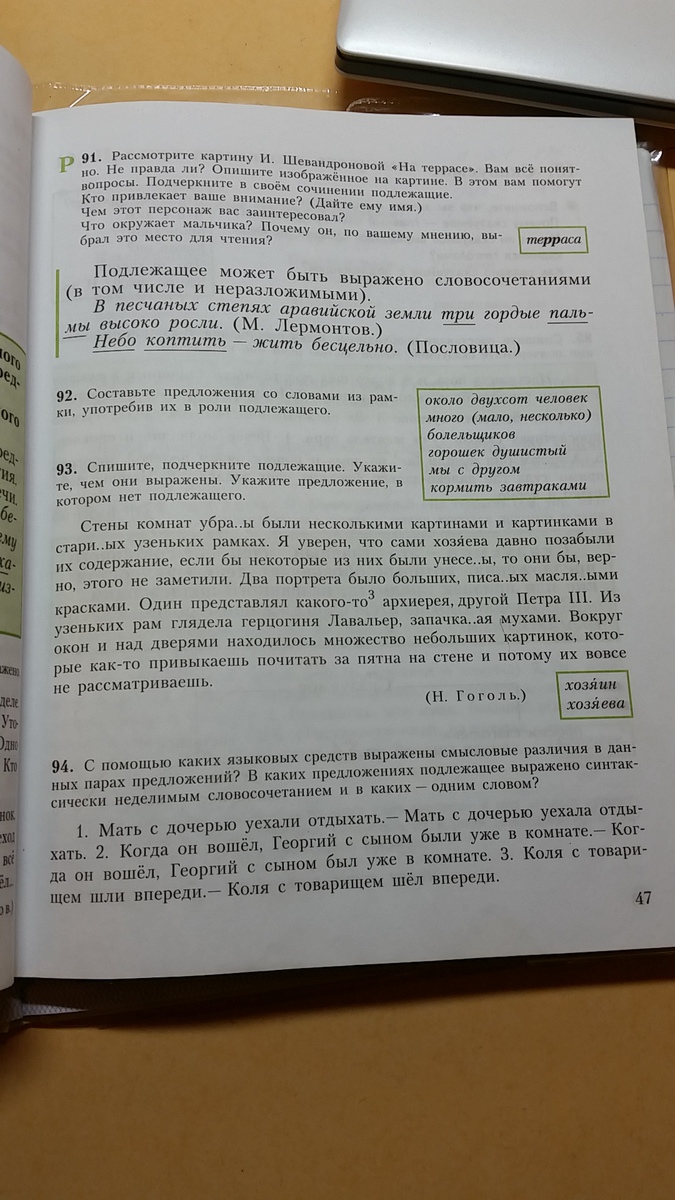 Р 91. Рассмотрите картину И. Шевандроновой «На террасе». Вам всё понят-
но. Не правда ли? Опишите изображённое на картине. В этом вам помогут
вопросы. Подчеркните в своём сочинении подлежащие.
Кто привлекает ваше внимание? (Дайте ему имя.)
Чем этот персонаж вас заинтересовал?
Что окружает мальчика? Почему он, по вашему мнению, вы-
брал это место для чтения?
терраса
Подлежащее может быть выражено словосочетаниями
(в том числе и неразложимыми).
В песчаных степях аравийской земли три гордые паль-
мы высоко росли. (М. Лермонтов.)
Небо коптить — жить бесцельно. (Пословица.)
92. Составьте предложения со словами из рам-
ки, употребив их в роли подлежащего.
около двухсот человек
много (мало, несколько)
болельщиков
горошек душистый
мы с другом
кормить завтраками
93. Спишите, подчеркните подлежащие. Укажи-
те, чем они выражены. Укажите предложение, в
котором нет подлежащего.
Стены комнат убра..ы были несколькими картинами и картинками в
стари..ых узеньких рамках. Я уверен, что сами хозяева давно позабыли
их содержание, если бы некоторые из них были унесе..ы, то они бы, вер-
но, этого не заметили. Два портрета было больших, писа..ых масля..ыми
красками. Один представлял какого-то³ архиерея, другой Петра III. Из
узеньких рам глядела герцогиня Лавальер, запачка..ая мухами. Вокруг
окон и над дверями находилось множество небольших картинок, кото-
рые как-то привыкаешь почитать за пятна на стене и потому их вовсе
не рассматриваешь.
(Н. Гоголь.)
хозя́ин
хозя́ева
94. С помощью каких языковых средств выражены смысловые различия в дан-
ных парах предложений? В каких предложениях подлежащее выражено синтак-
сически неделимым словосочетанием и в каких — одним словом?
1. Мать с дочерью уехали отдыхать.— Мать с дочерью уехала отды-
хать. 2. Когда он вошёл, Георгий с сыном были уже в комнате.— Ког-
да он вошёл, Георгий с сыном был уже в комнате. 3. Коля с товари-
щем шли впереди.— Коля с товарищем шёл впереди.
47